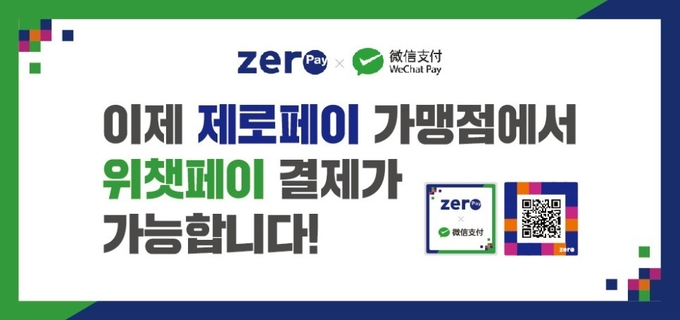 zero Pay × 微信支付 WeChat Pay
이제 제로페이 가맹점에서
위챗페이 결제가
가능합니다!
zero Pay
×
微信支付
zero